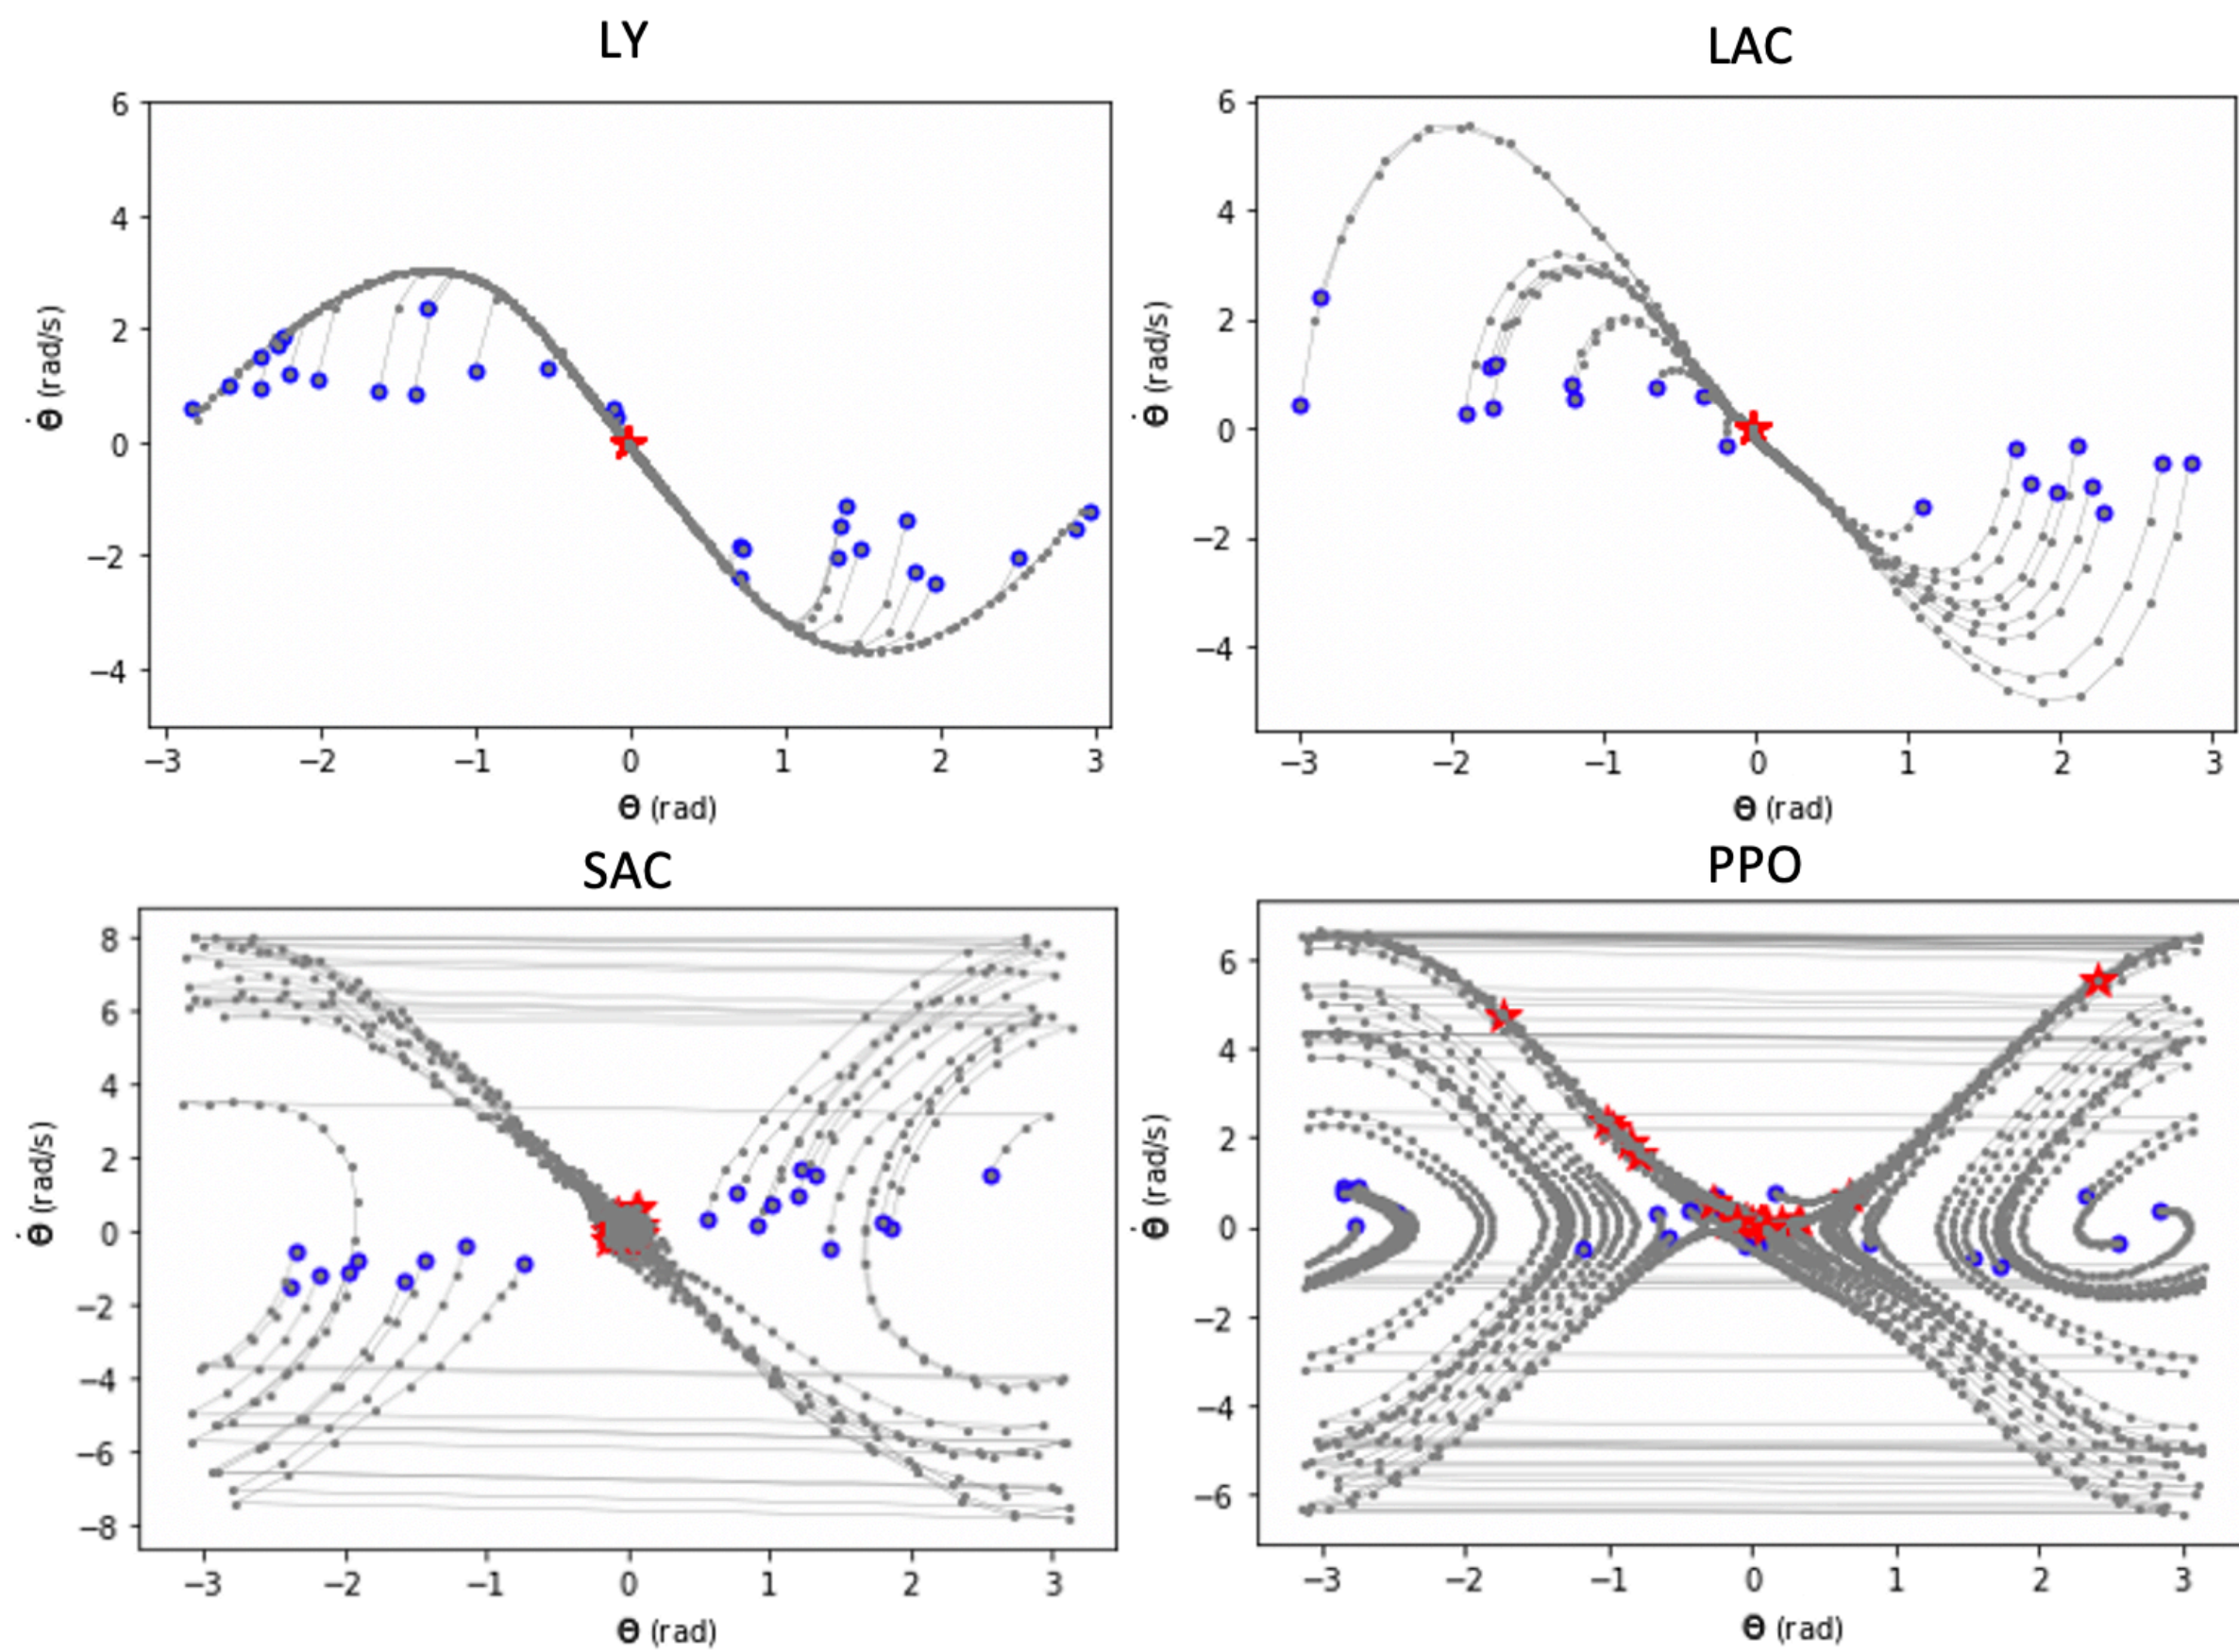 LY
6
4
2
0
−2
−4
−3 −2 −1 0 1 2 3
Θ̇ (rad/s)
Θ (rad)
LAC
6
4
2
0
−2
−4
−3 −2 −1 0 1 2 3
Θ̇ (rad/s)
Θ (rad)
SAC
8
6
4
2
0
−2
−4
−6
−8
−3 −2 −1 0 1 2 3
Θ̇ (rad/s)
Θ (rad)
PPO
6
4
2
0
−2
−4
−6
−3 −2 −1 0 1 2 3
Θ̇ (rad/s)
Θ (rad)